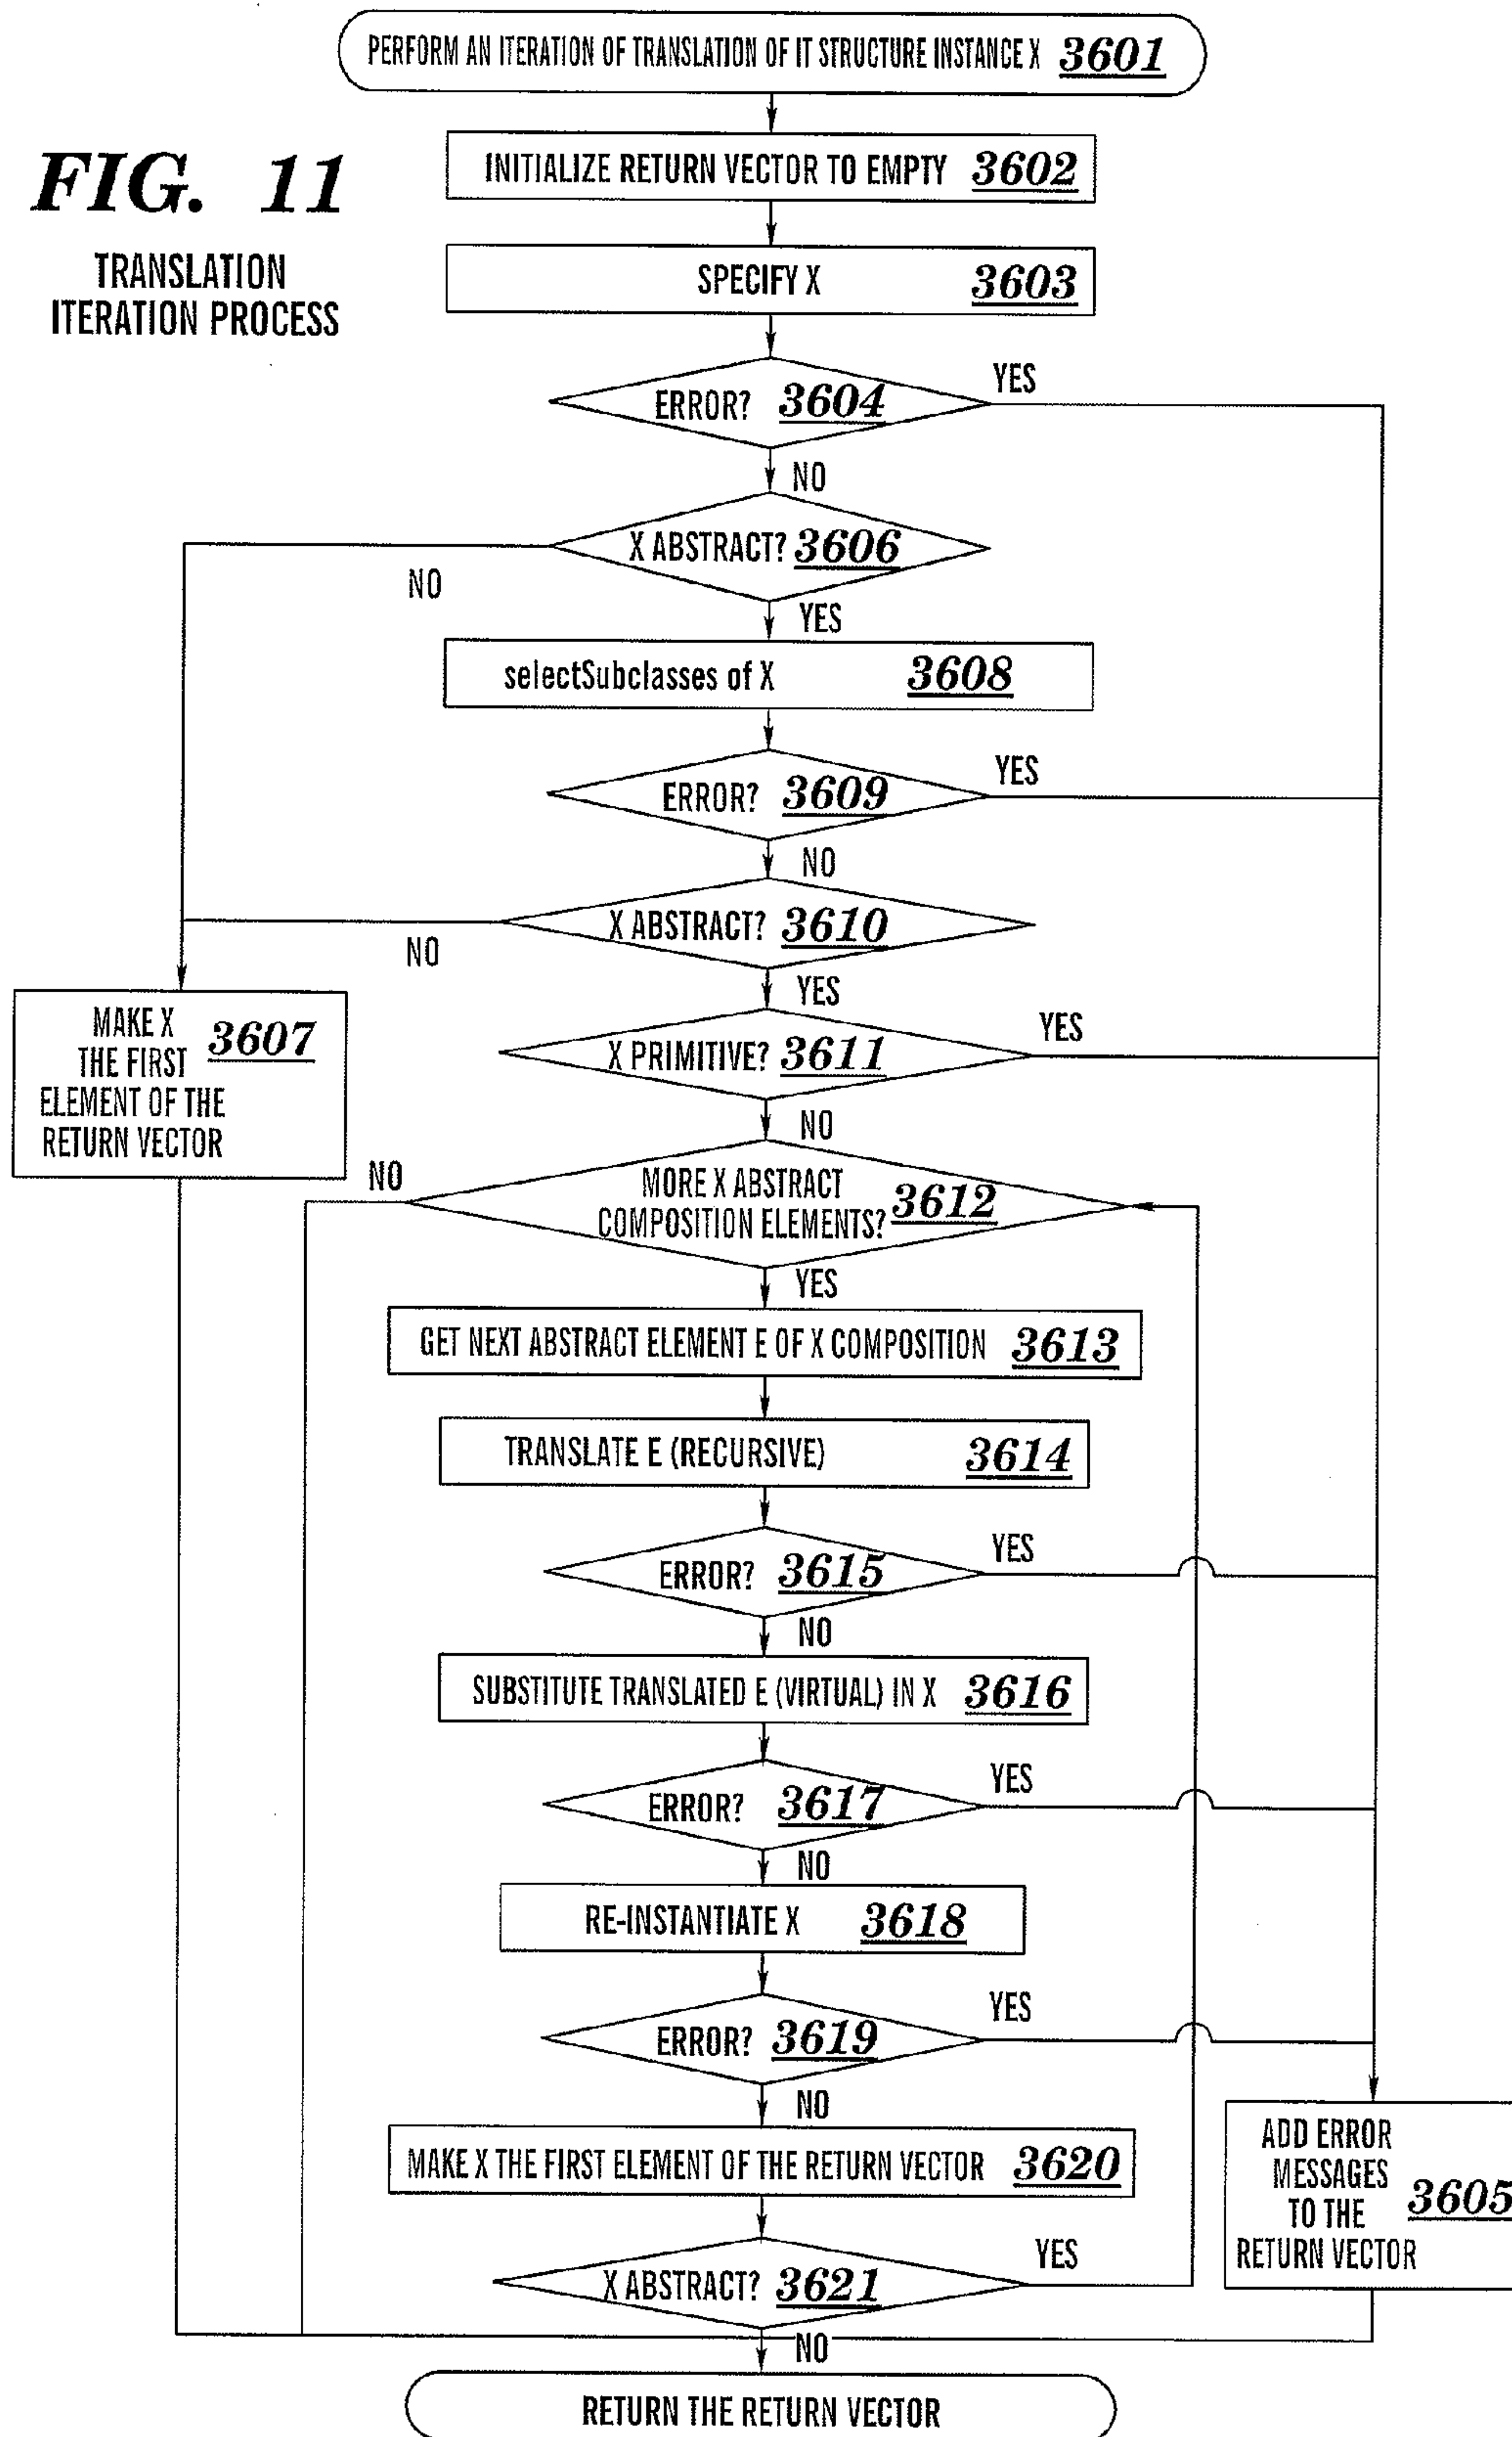 PERFORM AN ITERATION OF TRANSLATION OF IT STRUCTURE INSTANCE X 3601
FIG. 11
TRANSLATION
ITERATION PROCESS
INITIALIZE RETURN VECTOR TO EMPTY 3602
SPECIFY X 3603
ERROR? 3604
YES
NO
X ABSTRACT? 3606
NO
YES
selectSubclasses of X 3608
ERROR? 3609
YES
NO
X ABSTRACT? 3610
NO
YES
MAKE X
THE FIRST
ELEMENT OF THE
RETURN VECTOR
3607
X PRIMITIVE? 3611
YES
NO
MORE X ABSTRACT
COMPOSITION ELEMENTS? 3612
NO
YES
GET NEXT ABSTRACT ELEMENT E OF X COMPOSITION 3613
TRANSLATE E (RECURSIVE) 3614
ERROR? 3615
YES
NO
SUBSTITUTE TRANSLATED E (VIRTUAL) IN X 3616
ERROR? 3617
YES
NO
RE-INSTANTIATE X 3618
ERROR? 3619
YES
NO
MAKE X THE FIRST ELEMENT OF THE RETURN VECTOR 3620
ADD ERROR
MESSAGES
TO THE
RETURN VECTOR
3605
X ABSTRACT? 3621
YES
NO
RETURN THE RETURN VECTOR